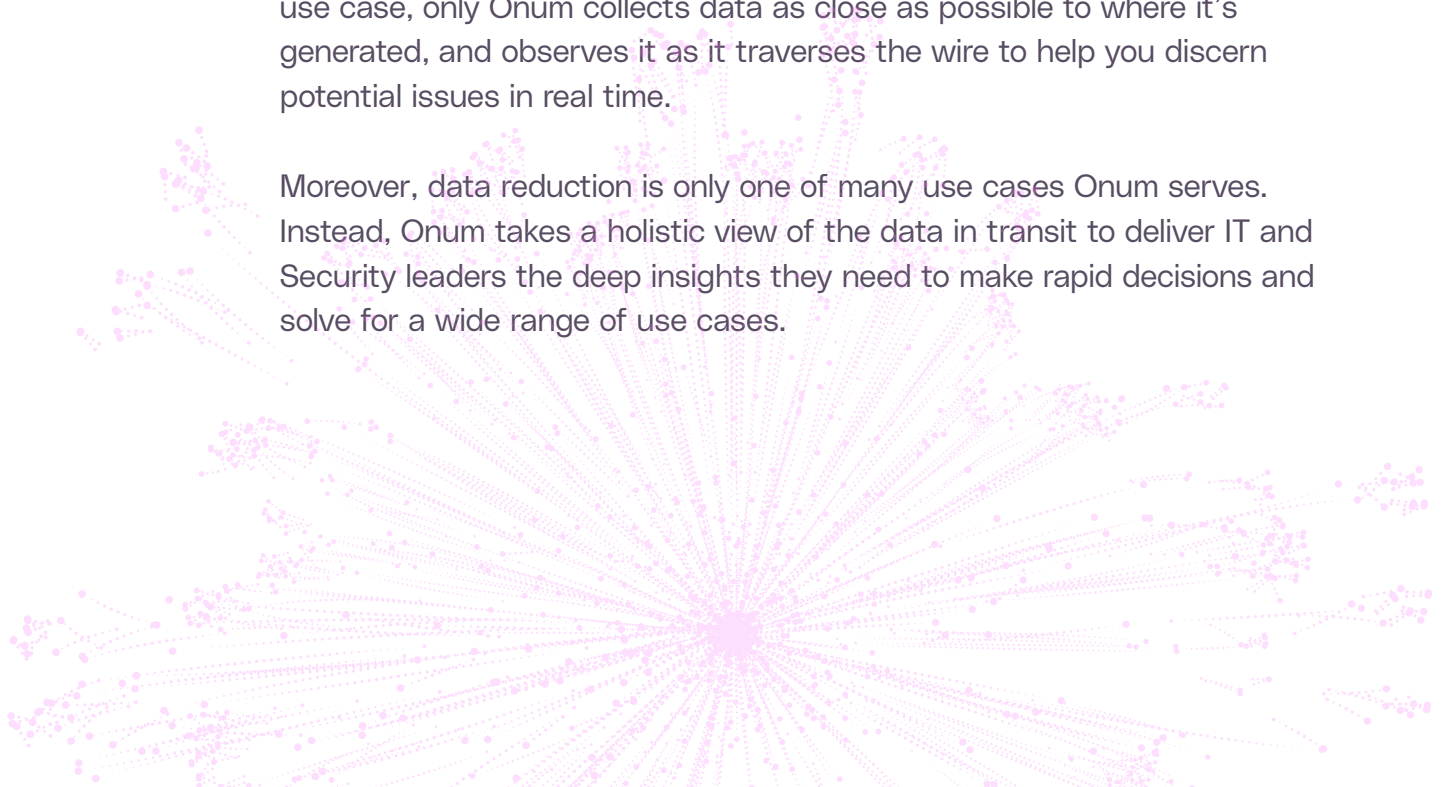 use case, only Onum collects data as close as possible to where it's
generated, and observes it as it traverses the wire to help you discern
potential issues in real time.
Moreover, data reduction is only one of many use cases Onum serves.
Instead, Onum takes a holistic view of the data in transit to deliver IT and
Security leaders the deep insights they need to make rapid decisions and
solve for a wide range of use cases.